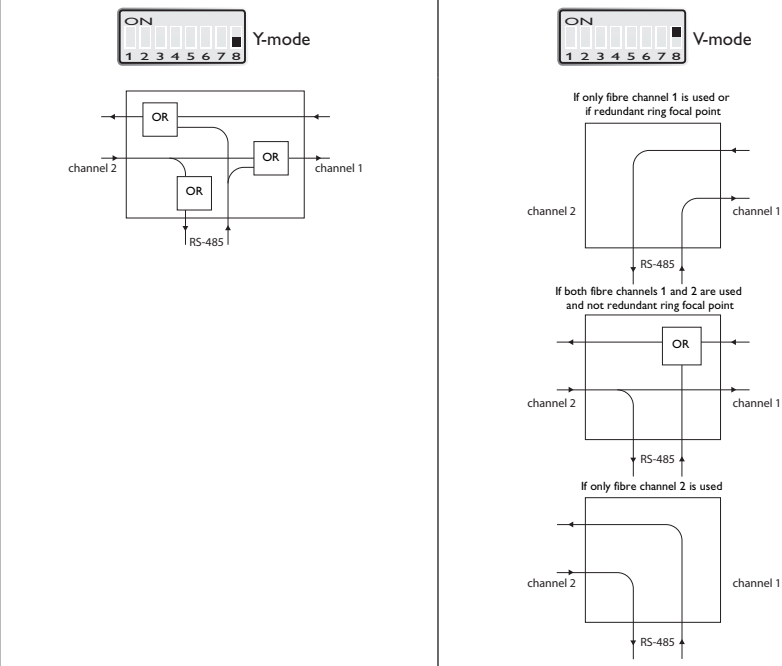 ON
1 2 3 4 5 6 7 8
Y-mode
OR
OR
channel 2
channel 1
OR
RS-485
ON
1 2 3 4 5 6 7 8
V-mode
If only fibre channel 1 is used or
if redundant ring focal point
channel 2
channel 1
RS-485
If both fibre channels 1 and 2 are used
and not redundant ring focal point
OR
channel 2
channel 1
RS-485
If only fibre channel 2 is used
channel 2
channel 1
RS-485